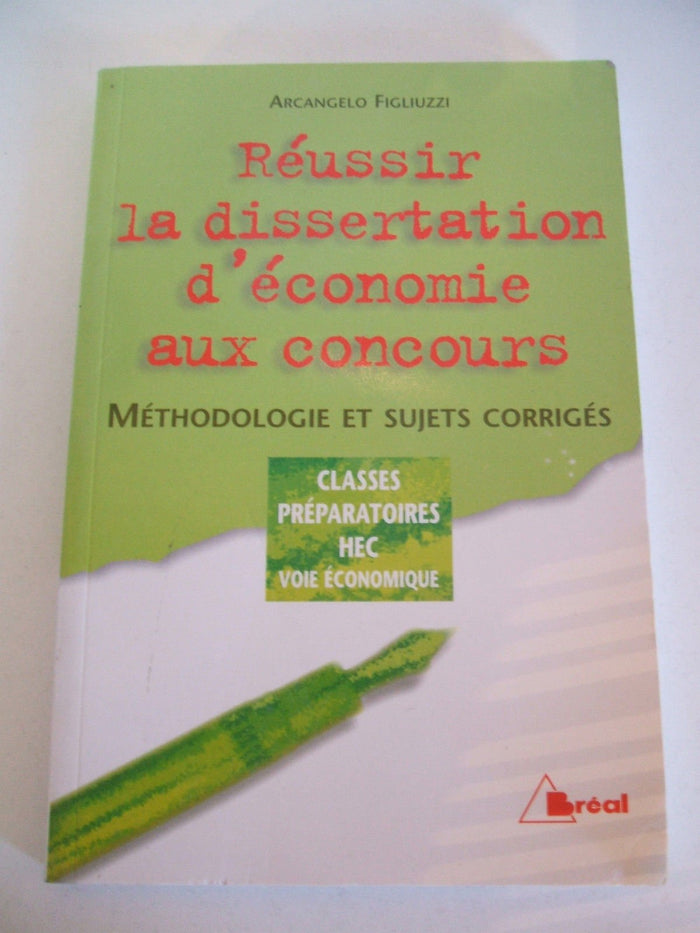 Arcangelo Figliuzzi
Réussir
la dissertation
d'économie
aux concours
Méthodologie et sujets corrigés
CLASSES
PRÉPARATOIRES
HEC
VOIE ÉCONOMIQUE
Bréal